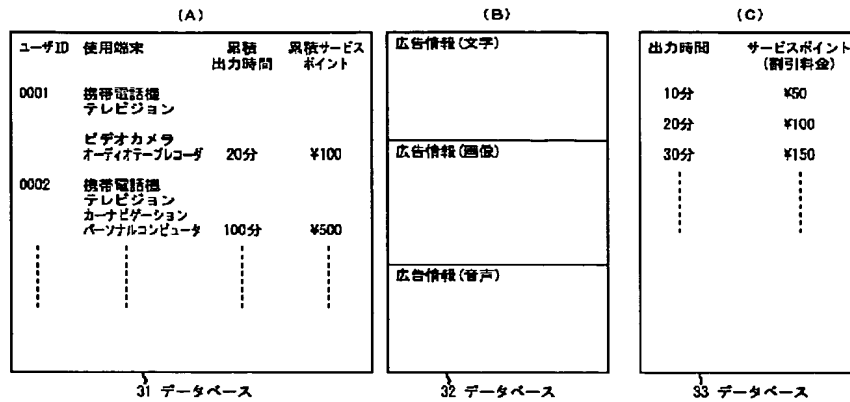 (A)
ユーザID 使用端末 累積出力時間 累積サービスポイント
0001 携帯電話機
テレビジョン
ビデオカメラ
オーディオテープレコーダ 20分 ¥100
0002 携帯電話機
テレビジョン
カーナビゲーション
パーソナルコンピュータ 100分 ¥500
31 データベース
(B)
広告情報(文字)
広告情報(画像)
広告情報(音声)
32 データベース
(C)
出力時間 サービスポイント
(割引料金)
10分 ¥50
20分 ¥100
30分 ¥150
33 データベース